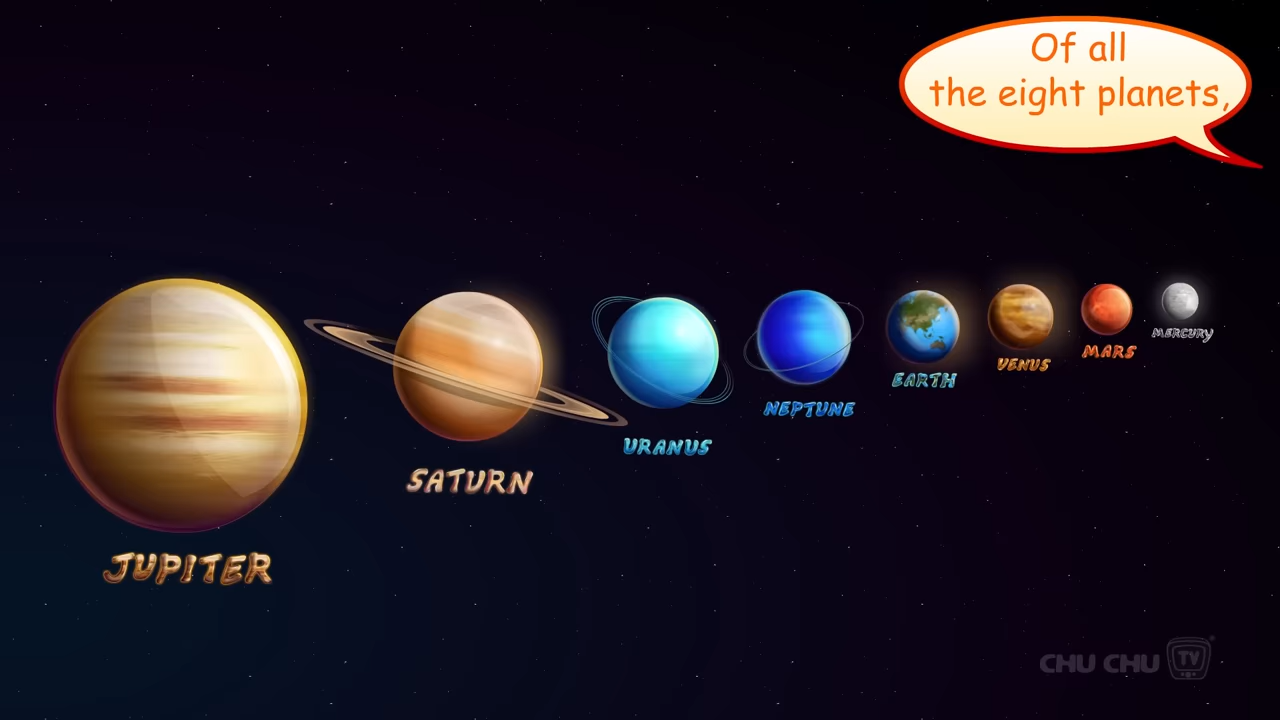 Of all
the eight planets,
JUPITER
SATURN
URANUS
NEPTUNE
EARTH
VENUS
MARS
MERCURY
CHU CHU TV